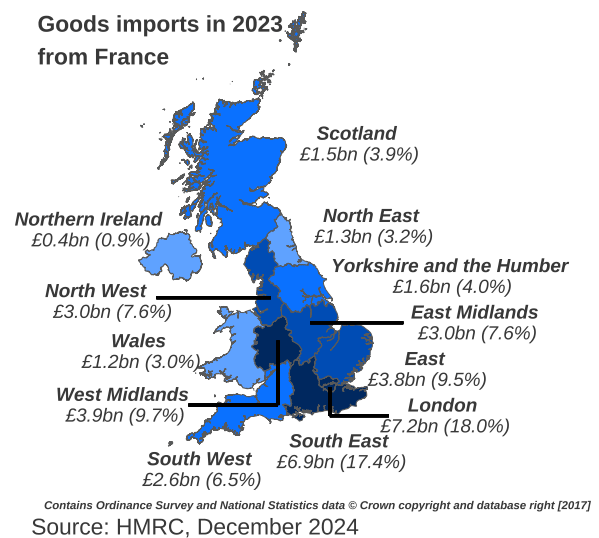 Goods imports in 2023
from France
Scotland
£1.5bn (3.9%)
Northern Ireland
£0.4bn (0.9%)
North East
£1.3bn (3.2%)
Yorkshire and the Humber
£1.6bn (4.0%)
North West
£3.0bn (7.6%)
East Midlands
£3.0bn (7.6%)
Wales
£1.2bn (3.0%)
East
£3.8bn (9.5%)
West Midlands
£3.9bn (9.7%)
London
£7.2bn (18.0%)
South East
£6.9bn (17.4%)
South West
£2.6bn (6.5%)
Contains Ordinance Survey and National Statistics data © Crown copyright and database right [2017]
Source: HMRC, December 2024